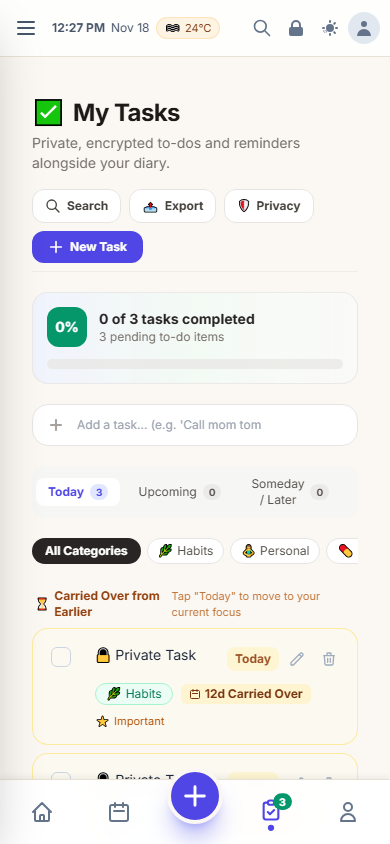 12:27 PM Nov 18 24°C
My Tasks
Private, encrypted to-dos and reminders
alongside your diary.
Search Export Privacy
New Task
0% 0 of 3 tasks completed
3 pending to-do items
Add a task... (e.g. 'Call mom tom
Today 3 Upcoming 0 Someday
/ Later 0
All Categories Habits Personal
Carried Over from
Earlier
Tap "Today" to move to your
current focus
Private Task Today
Habits 12d Carried Over
Important
Private T
3